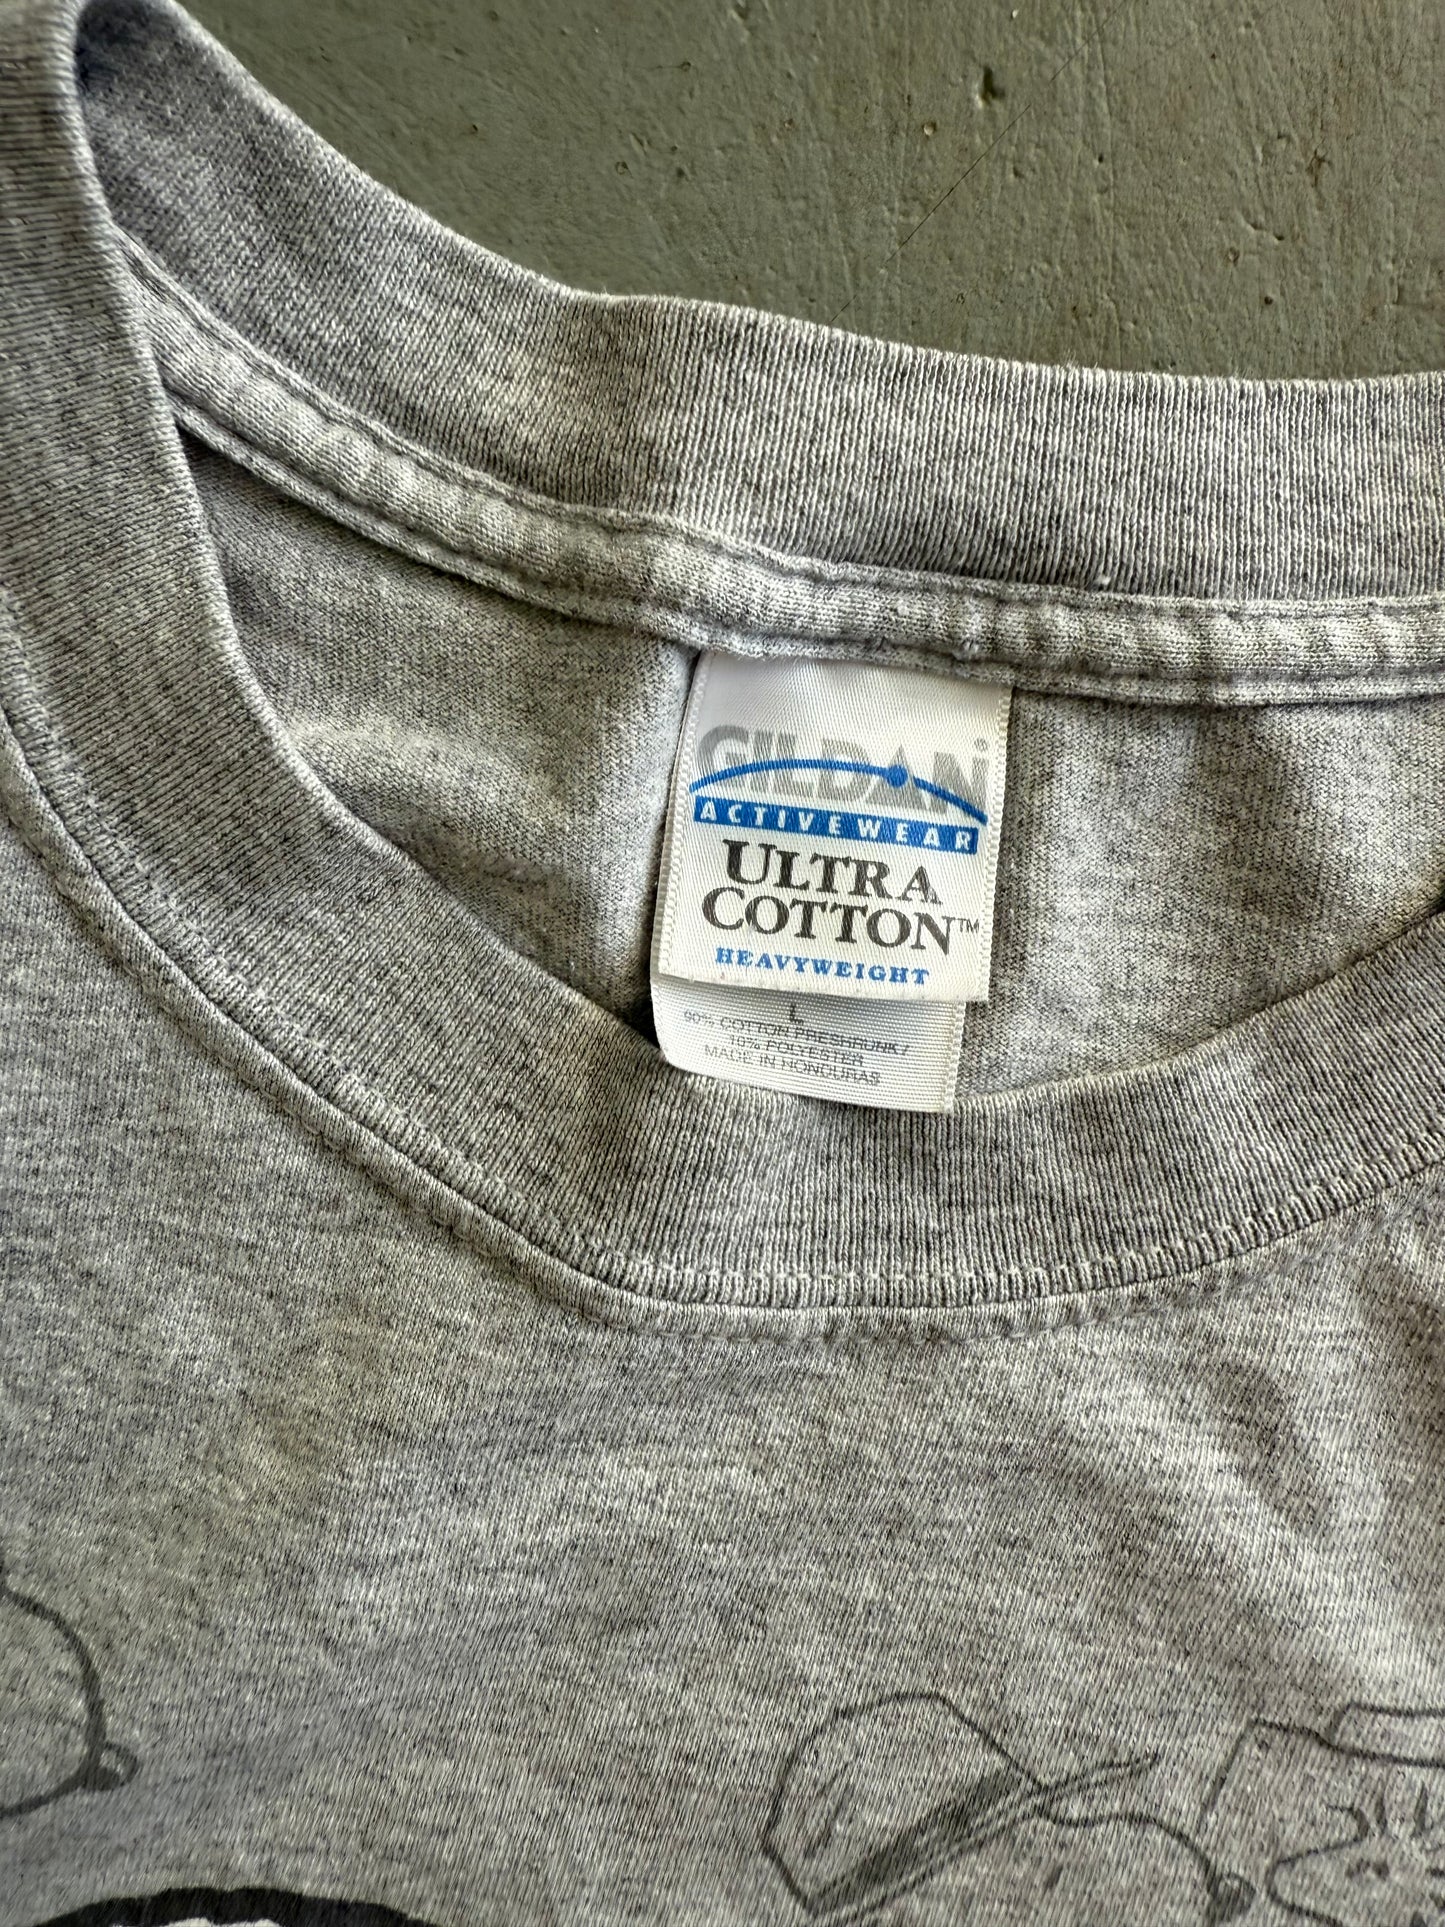 GILDAN
ACTIVEWEAR
ULTRA
COTTON™
HEAVYWEIGHT
L
90% COTTON PRESHRUNK/
10% POLYESTER
MADE IN HONDURAS